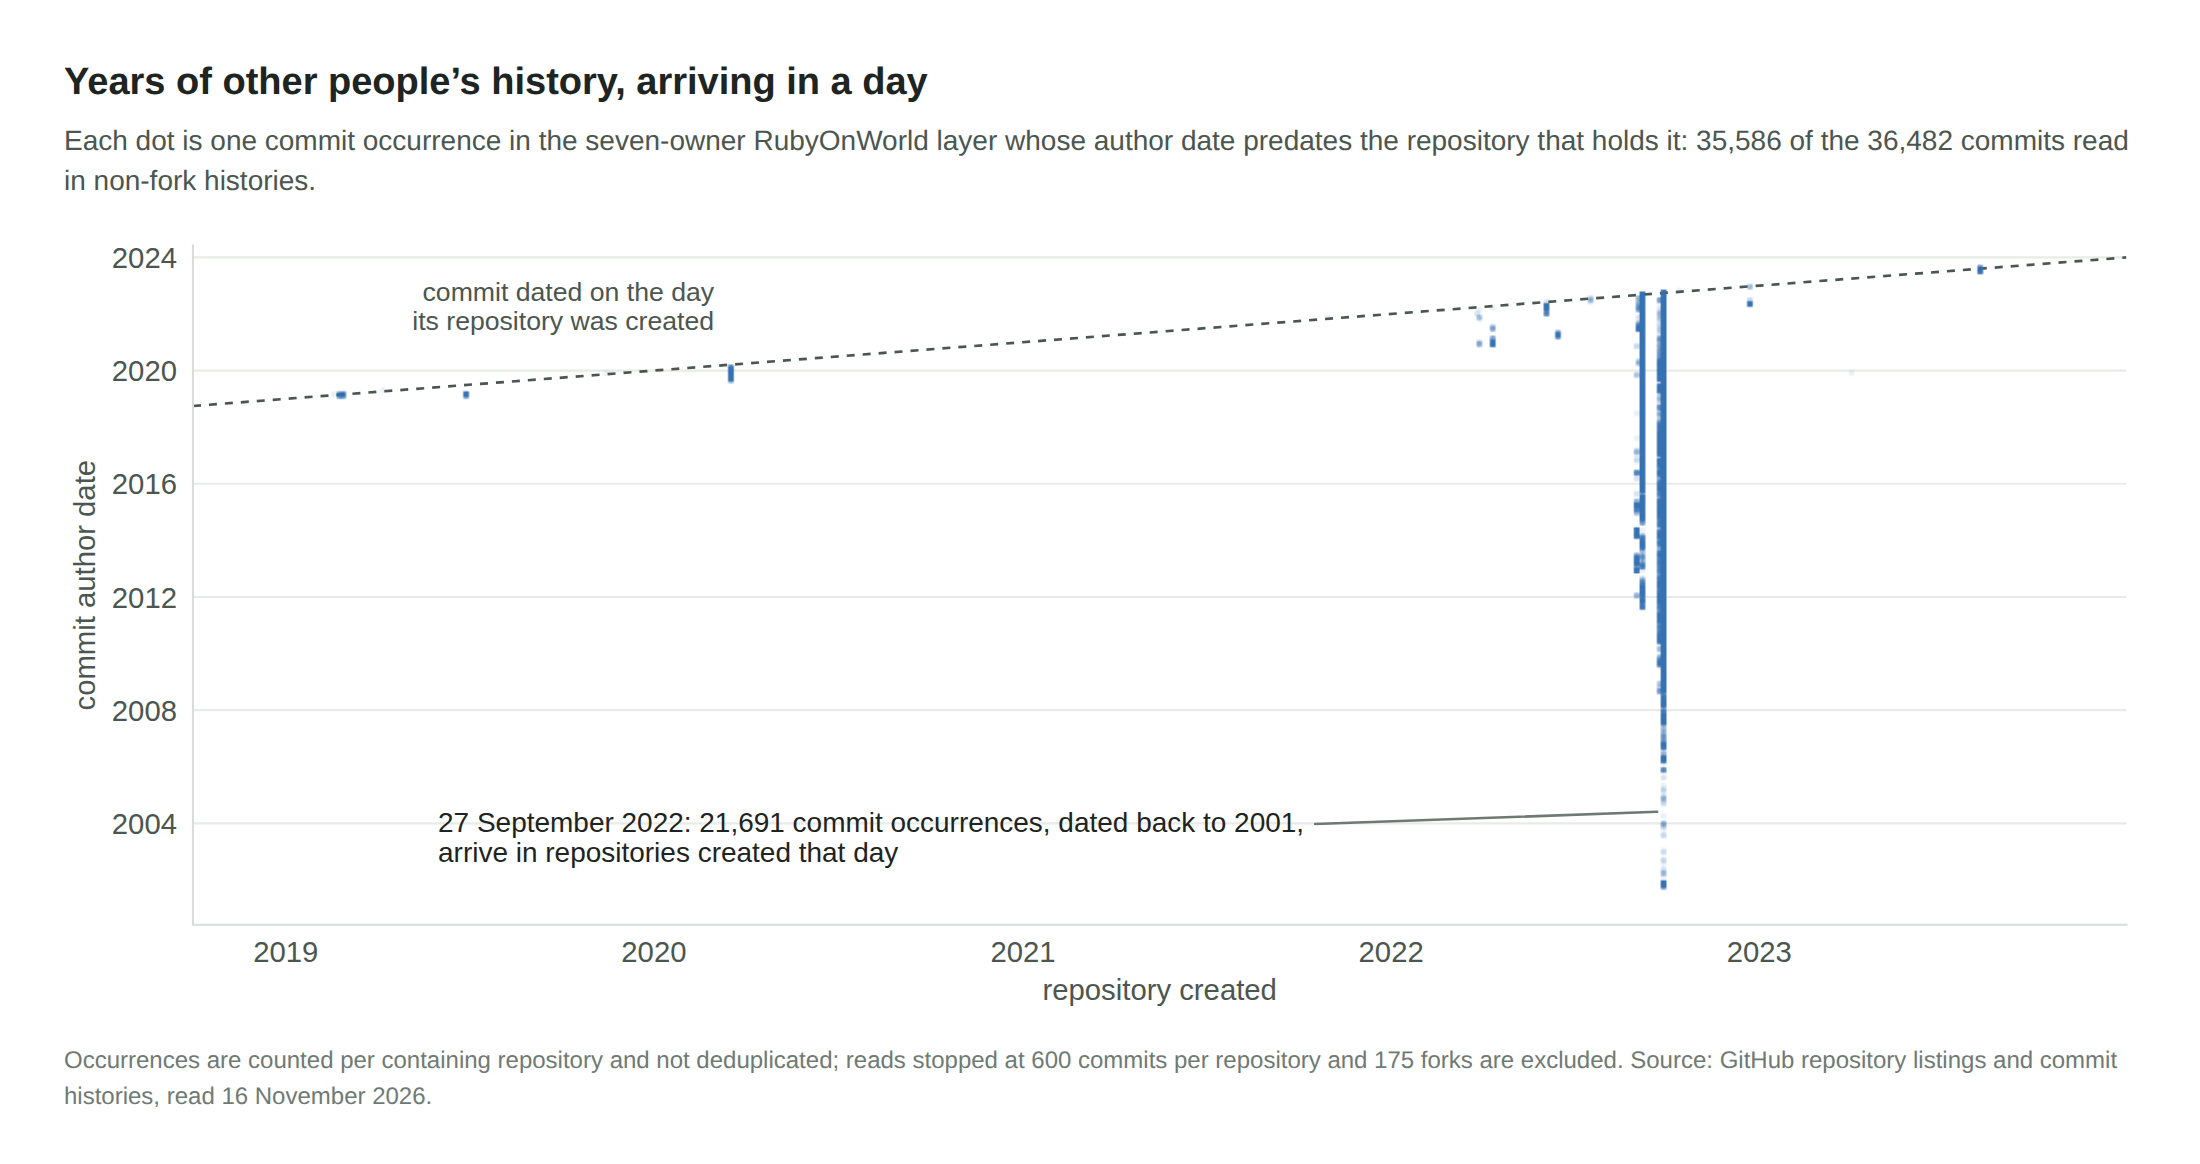 Years of other people’s history, arriving in a day
Each dot is one commit occurrence in the seven-owner RubyOnWorld layer whose author date predates the repository that holds it: 35,586 of the 36,482 commits read
in non-fork histories.
2024
commit dated on the day
its repository was created
2020
2016
commit author date
2012
2008
2004
27 September 2022: 21,691 commit occurrences, dated back to 2001,
arrive in repositories created that day
2019 2020 2021 2022 2023
repository created
Occurrences are counted per containing repository and not deduplicated; reads stopped at 600 commits per repository and 175 forks are excluded. Source: GitHub repository listings and commit
histories, read 16 November 2026.